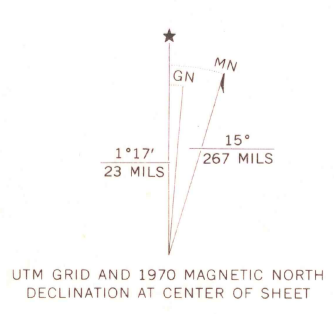 ★
MN
GN
15°
267 MILS
1°17'
23 MILS
UTM GRID AND 1970 MAGNETIC NORTH
DECLINATION AT CENTER OF SHEET